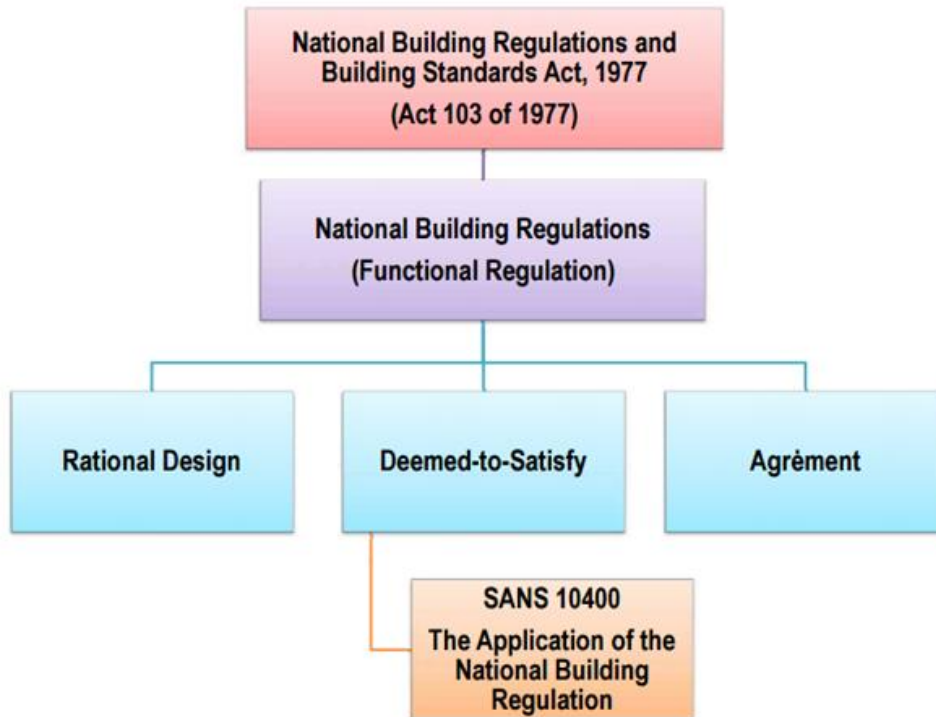 National Building Regulations and
Building Standards Act, 1977
(Act 103 of 1977)
National Building Regulations
(Functional Regulation)
Rational Design
Deemed-to-Satisfy
Agrėment
SANS 10400
The Application of the
National Building
Regulation